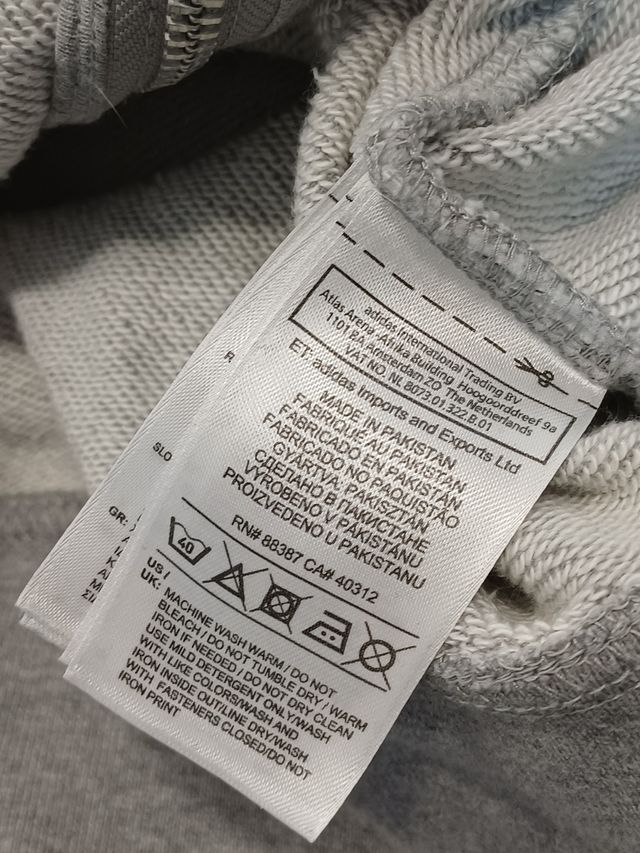 adidas International Trading BV
Atlas Arena, Afrika Building, Hoogoorddreef 9a
1101 BA Amsterdam ZO The Netherlands
VAT NO. NL 8073.01.322.B.01
ET: adidas Imports and Exports Ltd
MADE IN PAKISTAN
FABRIQUE AU PAKISTAN
FABRICADO EN PAKISTAN
FABRICADO NO PAQUISTÃO
GYÁRTVA: PAKISZTÁN
СДЕЛАНО В ПАКИСТАНЕ
VYROBENO V PÁKISTÁNU
PROIZVEDENO U PAKISTANU
RN# 88387 CA# 40312
40
US /
UK: MACHINE WASH WARM / DO NOT
BLEACH / DO NOT TUMBLE DRY / WARM
IRON IF NEEDED / DO NOT DRY CLEAN
USE MILD DETERGENT ONLY/WASH
WITH LIKE COLORS/WASH AND
IRON INSIDE OUT/LINE DRY/WASH
WITH FASTENERS CLOSED/DO NOT
IRON PRINT
R
SLO
GR: